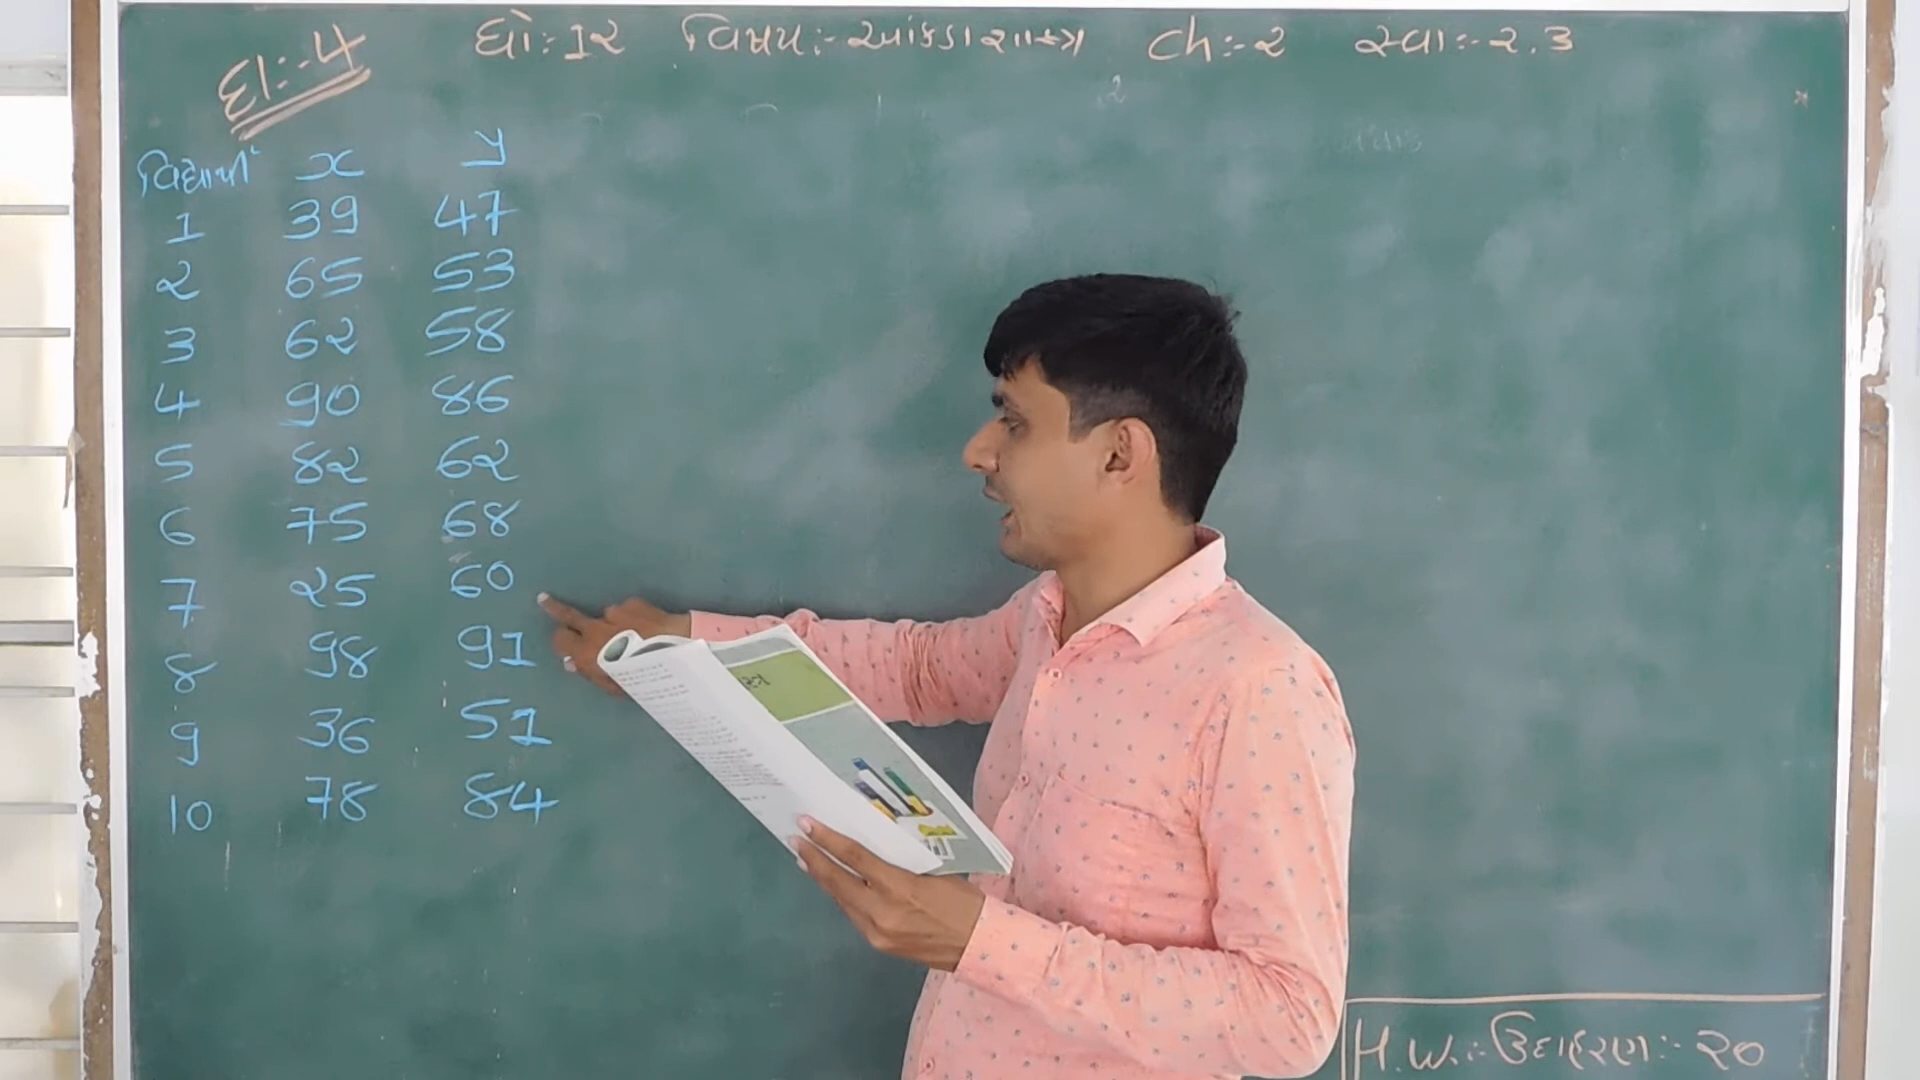 દા:-4
ધો:-12 વિષય:-આંકડાશાસ્ત્ર Ch:-2 સ્વા:-2.3
વિદ્યાર્થી x y
1 39 47
2 65 53
3 62 58
4 90 86
5 82 62
6 75 68
7 25 60
8 98 91
9 36 51
10 78 84
H.W.:-ઉદાહરણ:-20